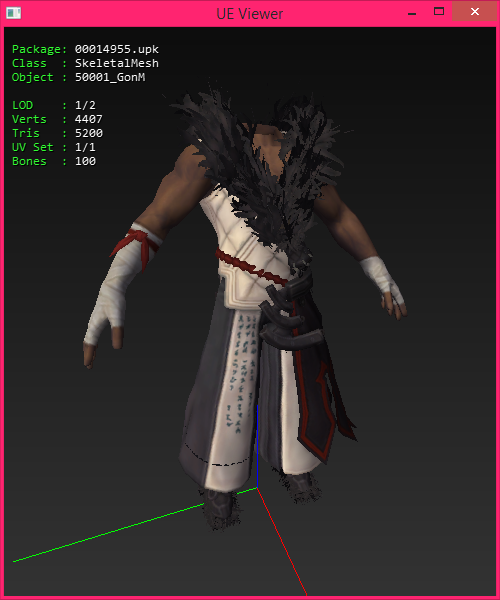 UE Viewer
Package: 00014955.upk
Class : SkeletalMesh
Object : 50001_GonM
LOD : 1/2
Verts : 4407
Tris : 5200
UV Set : 1/1
Bones : 100